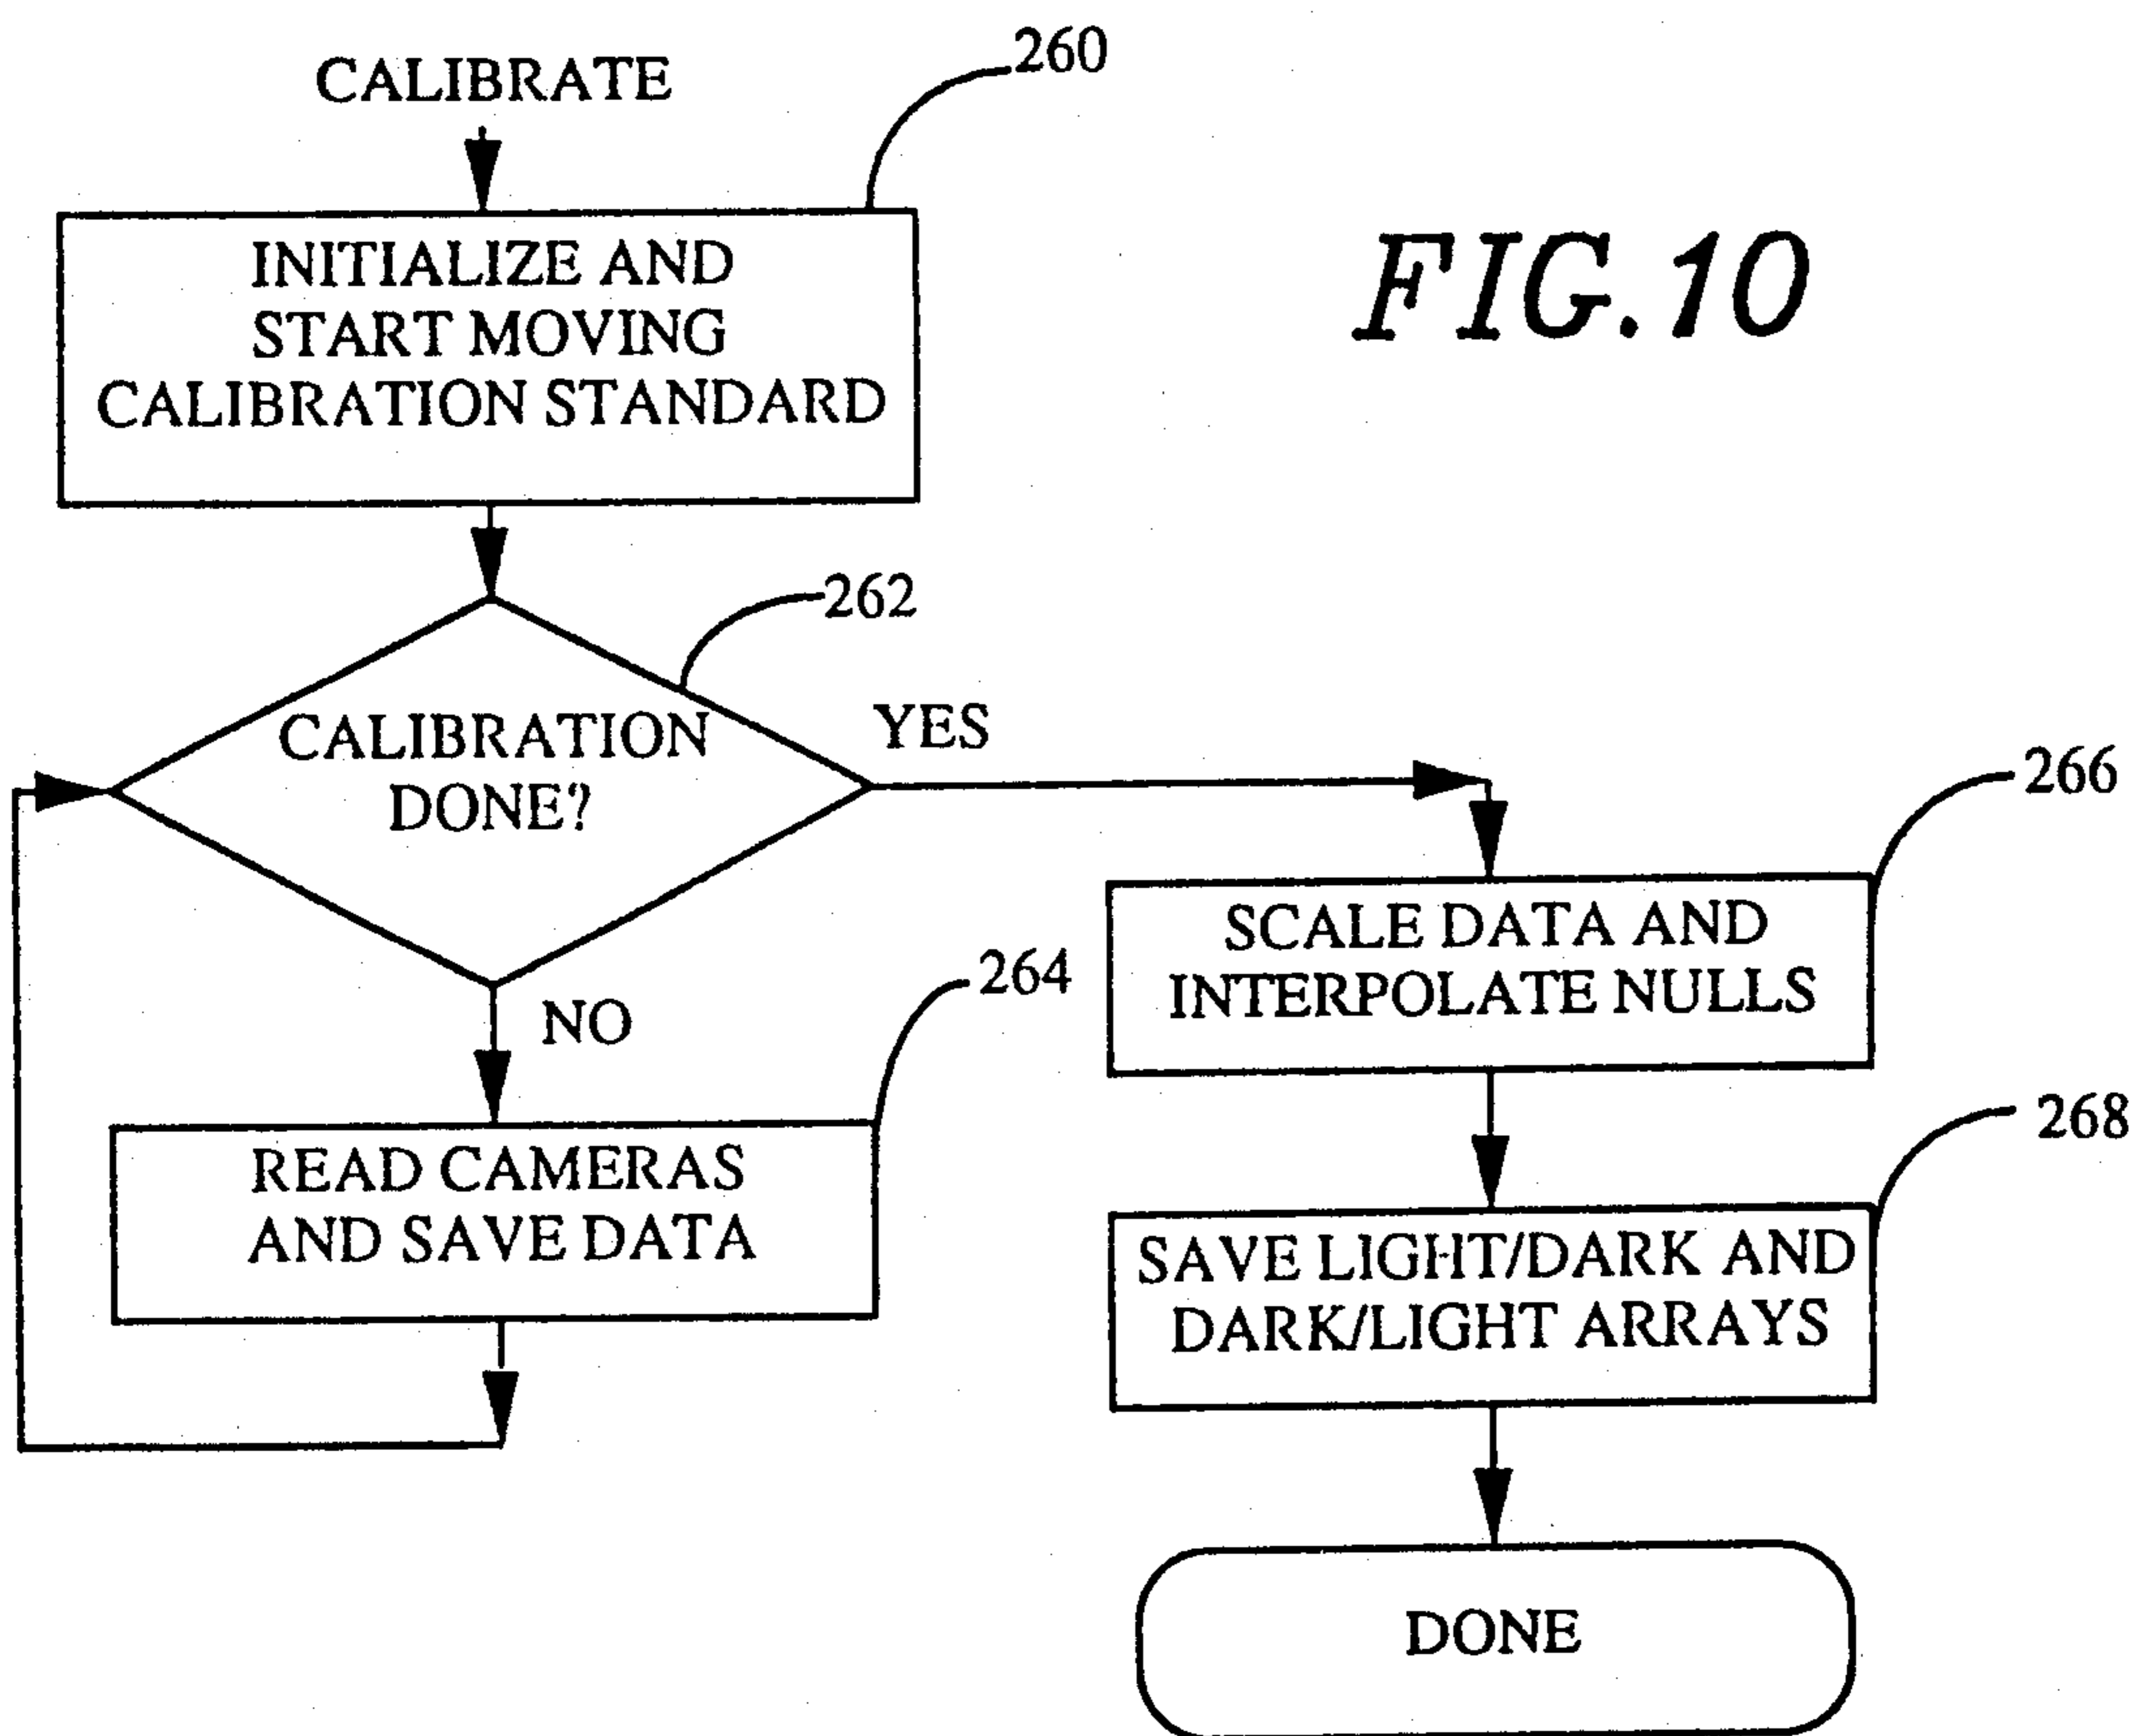 CALIBRATE
260
INITIALIZE AND
START MOVING
CALIBRATION STANDARD
FIG.10
262
CALIBRATION
DONE?
YES
NO
264
READ CAMERAS
AND SAVE DATA
266
SCALE DATA AND
INTERPOLATE NULLS
268
SAVE LIGHT/DARK AND
DARK/LIGHT ARRAYS
DONE